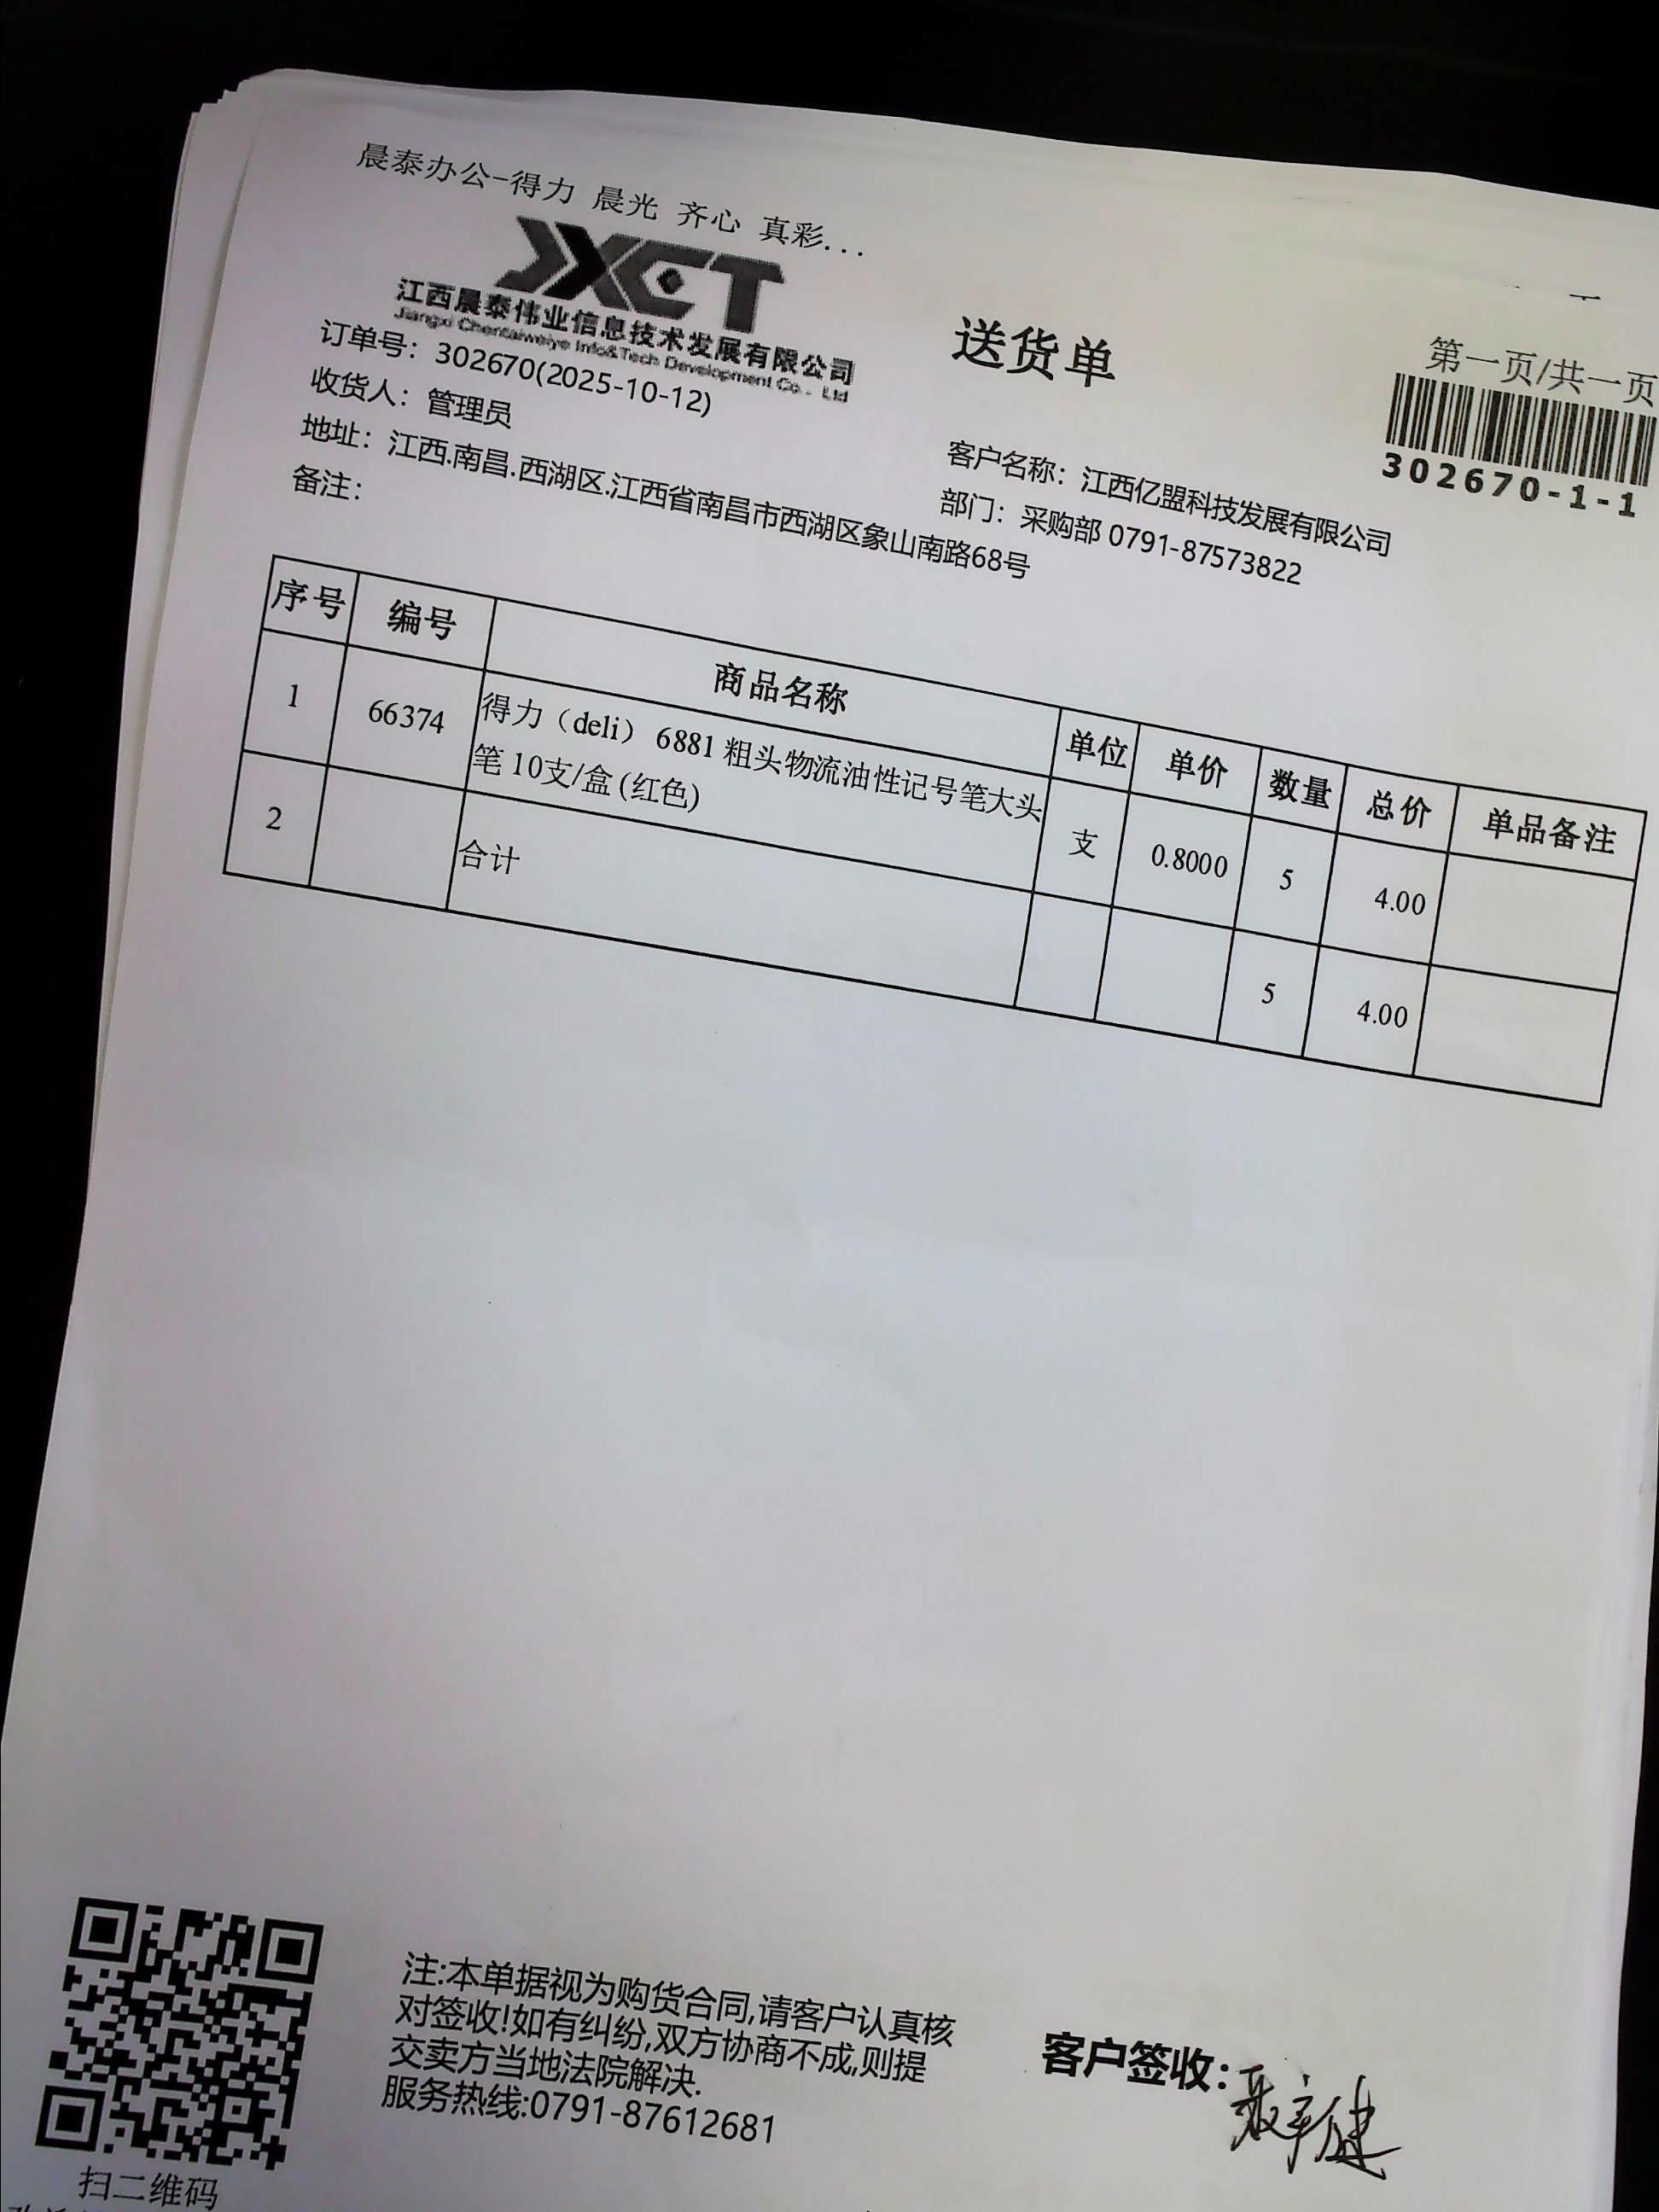 晨泰办公-得力 晨光 齐心 真彩...
JXCT
江西晨泰伟业信息技术发展有限公司
Jiangxi Chentaiweiye Info&Tech Development Co., Ltd
送货单
第一页/共一页
302670-1-1
订单号: 302670(2025-10-12)
收货人: 管理员
客户名称: 江西亿盟科技发展有限公司
地址: 江西.南昌.西湖区.江西省南昌市西湖区象山南路68号
部门: 采购部 0791-87573822
备注:
序号 编号 商品名称 单位 单价 数量 总价 单品备注
1 66374 得力（deli） 6881 粗头物流油性记号笔大头
笔 10支/盒 (红色) 支 0.8000 5 4.00
2 合计 5 4.00
注:本单据视为购货合同,请客户认真核
对签收!如有纠纷,双方协商不成,则提
交卖方当地法院解决.
服务热线:0791-87612681
客户签收:
扫二维码